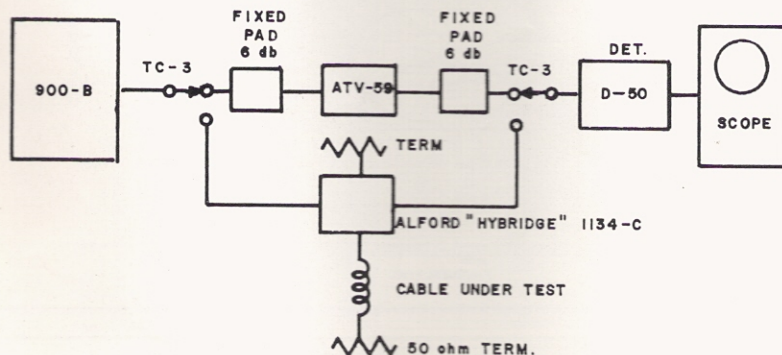 FIXED
PAD
6 db
FIXED
PAD
6 db
TC-3
TC-3
DET.
900-B
ATV-59
D-50
SCOPE
TERM
ALFORD "HYBRIDGE" 1134-C
CABLE UNDER TEST
50 ohm TERM.